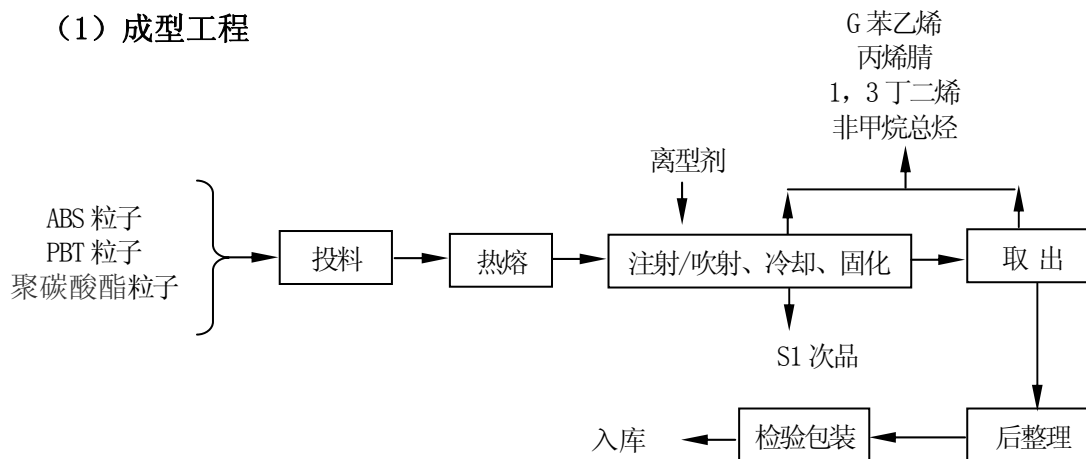 （1）成型工程
G 苯乙烯
丙烯腈
1，3 丁二烯
非甲烷总烃
离型剂
ABS 粒子
PBT 粒子
聚碳酸酯粒子
投料
热熔
注射/吹射、冷却、固化
取 出
S1 次品
入库
检验包装
后整理